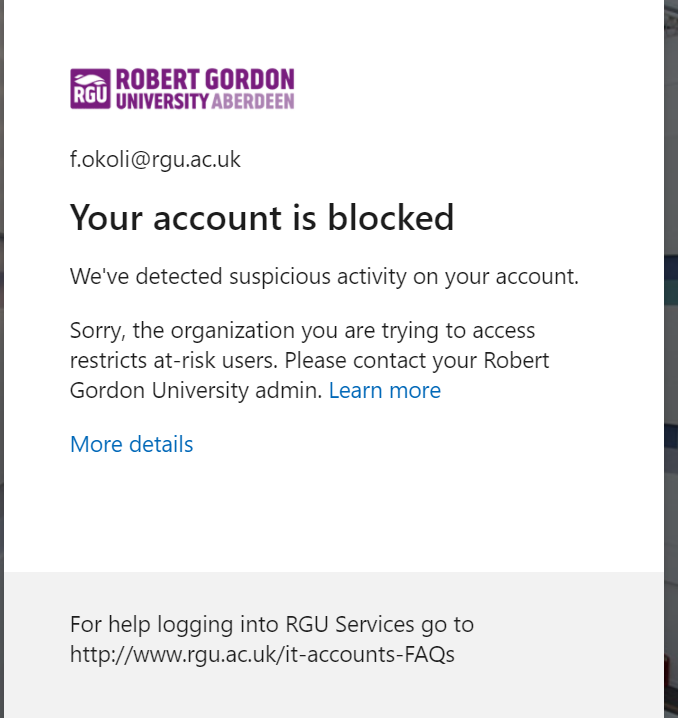 RGU
ROBERT GORDON
UNIVERSITY ABERDEEN
f.okoli@rgu.ac.uk
Your account is blocked
We've detected suspicious activity on your account.
Sorry, the organization you are trying to access
restricts at-risk users. Please contact your Robert
Gordon University admin. Learn more
More details
For help logging into RGU Services go to
http://www.rgu.ac.uk/it-accounts-FAQs